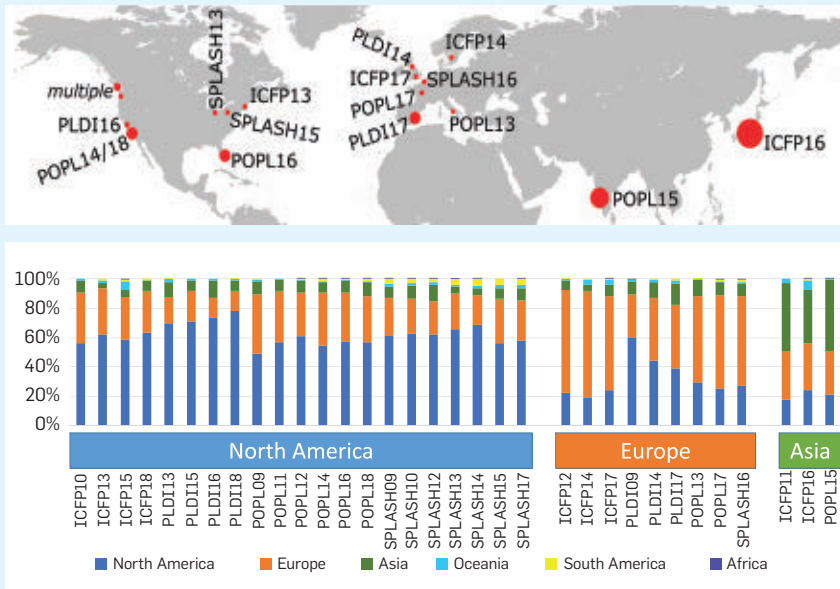 SPLASH13
PLDI14
ICFP14
multiple
ICFP13
ICFP17
SPLASH16
PLDI16
SPLASH15
POPL17
POPL14/18
POPL16
PLDI17
POPL13
ICFP16
POPL15
100%
80%
60%
40%
20%
0%
North America
Europe
Asia
ICFP10
ICFP13
ICFP15
ICFP18
PLDI13
PLDI15
PLDI16
PLDI18
POPL09
POPL11
POPL12
POPL14
POPL16
POPL18
SPLASH09
SPLASH10
SPLASH12
SPLASH13
SPLASH14
SPLASH15
SPLASH17
ICFP12
ICFP14
ICFP17
PLDI09
PLDI14
PLDI17
POPL13
POPL17
SPLASH16
ICFP11
ICFP16
POPL15
North America Europe Asia Oceania South America Africa